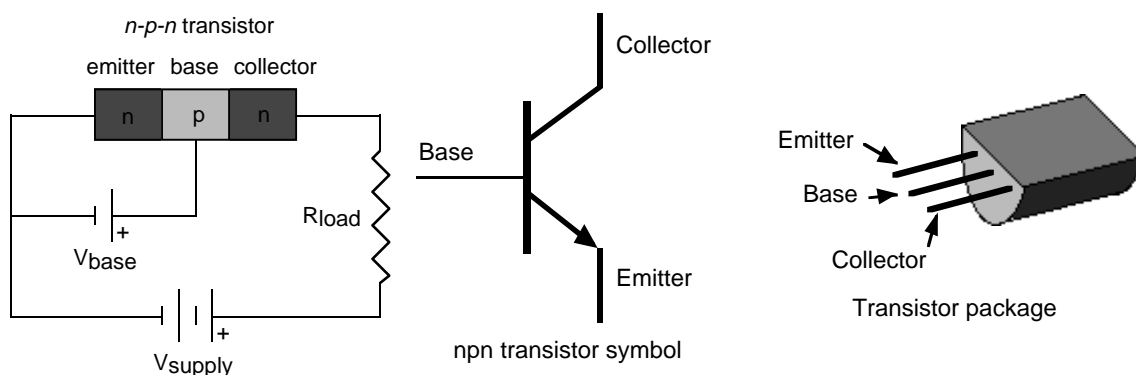 n-p-n transistor
emitter base collector
n p n
+
Vbase
Rload
+
Vsupply
Collector
Base
Emitter
npn transistor symbol
Emitter
Base
Collector
Transistor package